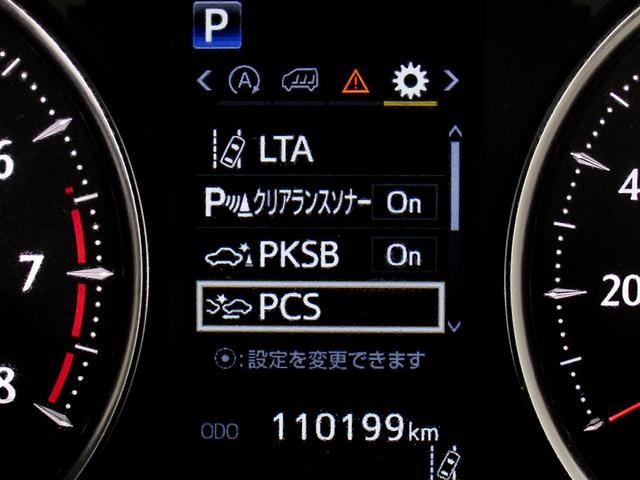 P
A
LTA
P クリアランスソナー On
PKSB On
PCS
:設定を変更できます
ODO 110199km
6
7
8
4
20